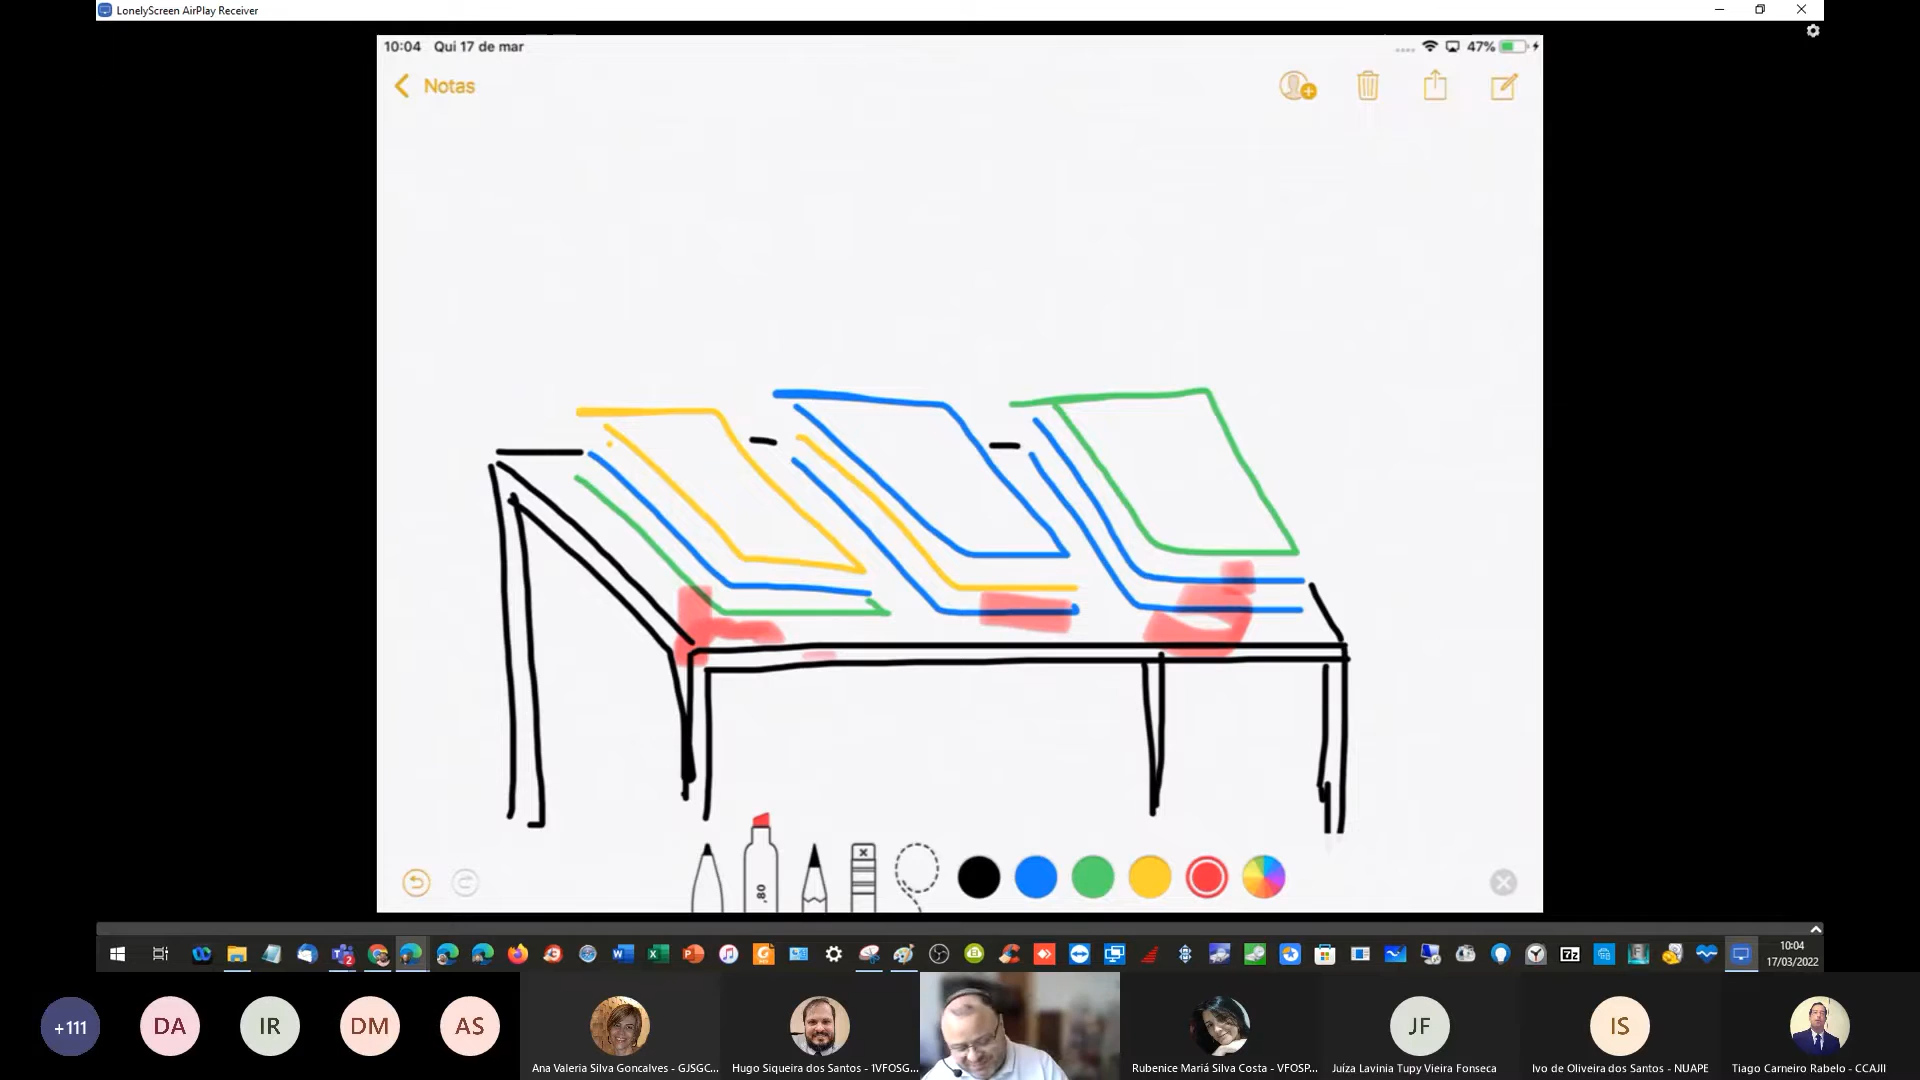 LonelyScreen AirPlay Receiver
10:04 Qui 17 de mar
47%
Notas
,80
10:04
17/03/2022
+111
DA
IR
DM
AS
JF
IS
Ana Valeria Silva Goncalves - GJSGC...
Hugo Siqueira dos Santos - 1VFOSG...
Rubenice Mariá Silva Costa - VFOSP...
Juíza Lavinia Tupy Vieira Fonseca
Ivo de Oliveira dos Santos - NUAPE
Tiago Carneiro Rabelo - CCAJII